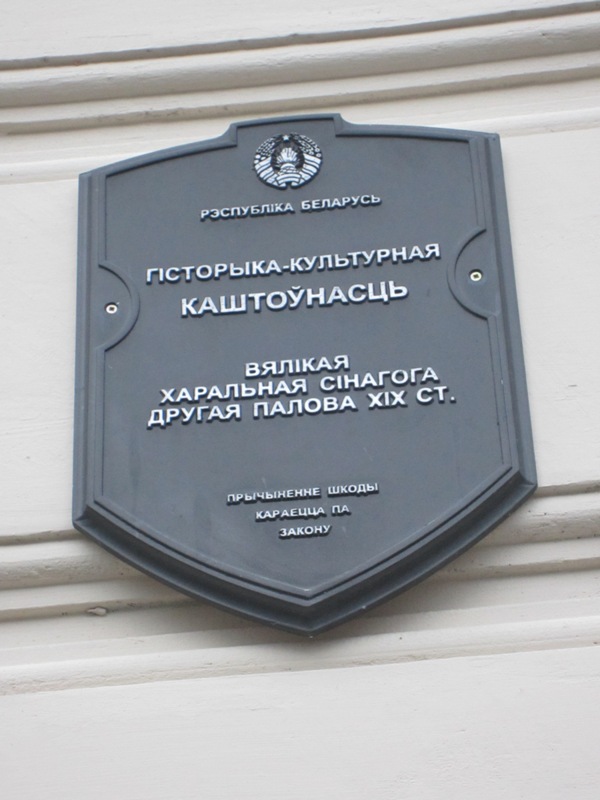 РЭСПУБЛІКА БЕЛАРУСЬ
ГІСТОРЫКА-КУЛЬТУРНАЯ
КАШТОЎНАСЦЬ
ВЯЛІКАЯ
ХАРАЛЬНАЯ СІНАГОГА
ДРУГАЯ ПАЛОВА XIX СТ.
ПРЫЧЫНЕННЕ ШКОДЫ
КАРАЕЦЦА ПА
ЗАКОНУ